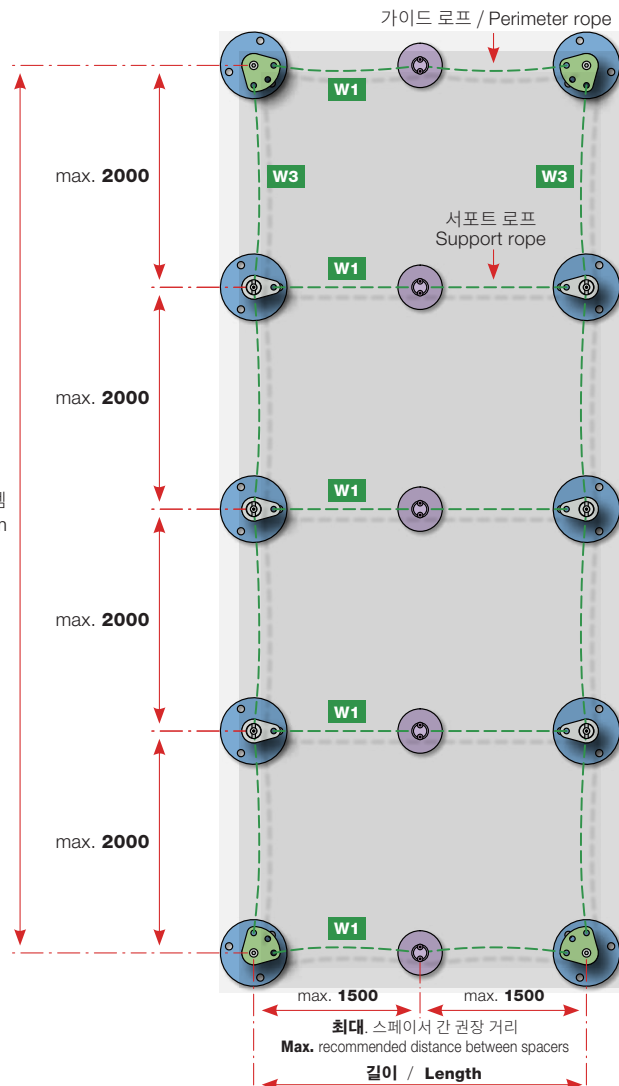 가이드 로프 / Perimeter rope
W1
max. 2000
W3
W3
서포트 로프
Support rope
W1
max. 2000
W1
max. 2000
W1
max. 2000
W1
max. 1500
max. 1500
최대. 스페이서 간 권장 거리
Max. recommended distance between spacers
길이 / Length